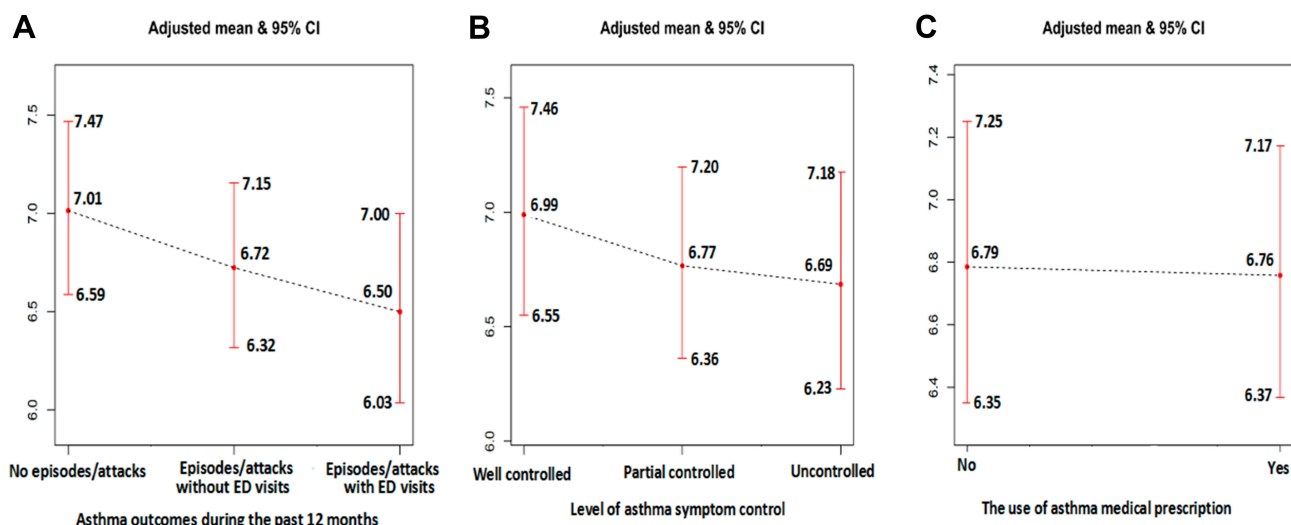 A
Adjusted mean & 95% CI
7.5
7.0
6.5
6.0
7.47
7.01
6.59
7.15
6.72
6.32
7.00
6.50
6.03
No episodes/attacks
Episodes/attacks
without ED visits
Episodes/attacks
with ED visits
Asthma outcomes during the past 12 months
B
Adjusted mean & 95% CI
7.5
7.0
6.5
6.0
7.46
6.99
6.55
7.20
6.77
6.36
7.18
6.69
6.23
Well controlled
Partial controlled
Uncontrolled
Level of asthma symptom control
C
Adjusted mean & 95% CI
7.4
7.2
7.0
6.8
6.6
6.4
7.25
6.79
6.35
7.17
6.76
6.37
No
Yes
The use of asthma medical prescription